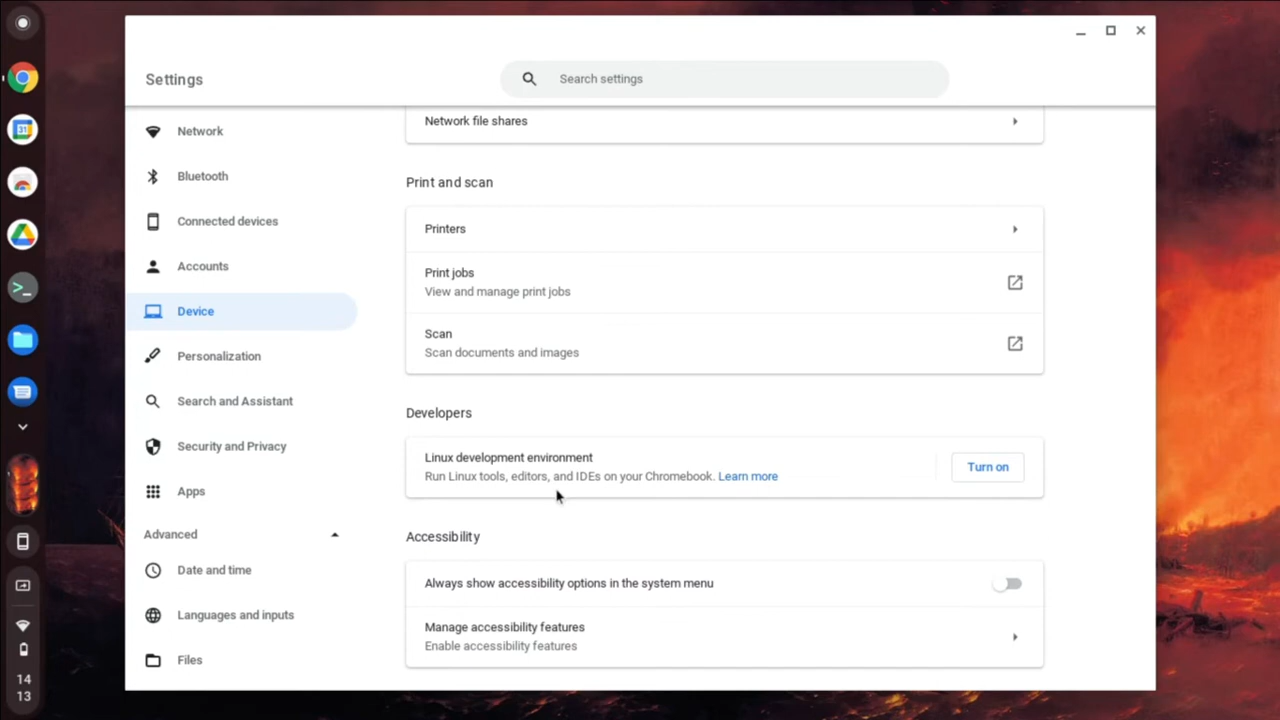 Settings
Search settings
Network
Bluetooth
Connected devices
Accounts
Device
Personalization
Search and Assistant
Security and Privacy
Apps
Advanced
Date and time
Languages and inputs
Files
Network file shares
Print and scan
Printers
Print jobs
View and manage print jobs
Scan
Scan documents and images
Developers
Linux development environment
Run Linux tools, editors, and IDEs on your Chromebook. Learn more
Turn on
Accessibility
Always show accessibility options in the system menu
Manage accessibility features
Enable accessibility features
31
>_
14
13